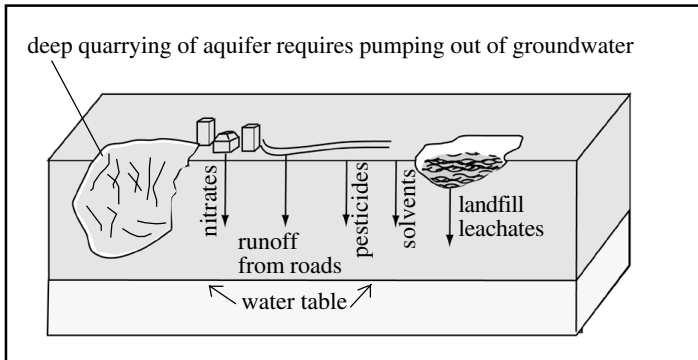 deep quarrying of aquifer requires pumping out of groundwater
nitrates
runoff
from roads
pesticides
solvents
landfill
leachates
water table